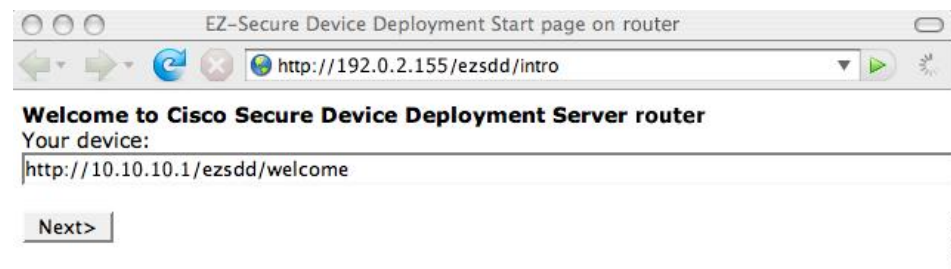 EZ-Secure Device Deployment Start page on router
http://192.0.2.155/ezsdd/intro
Welcome to Cisco Secure Device Deployment Server router
Your device:
http://10.10.10.1/ezsdd/welcome
Next>